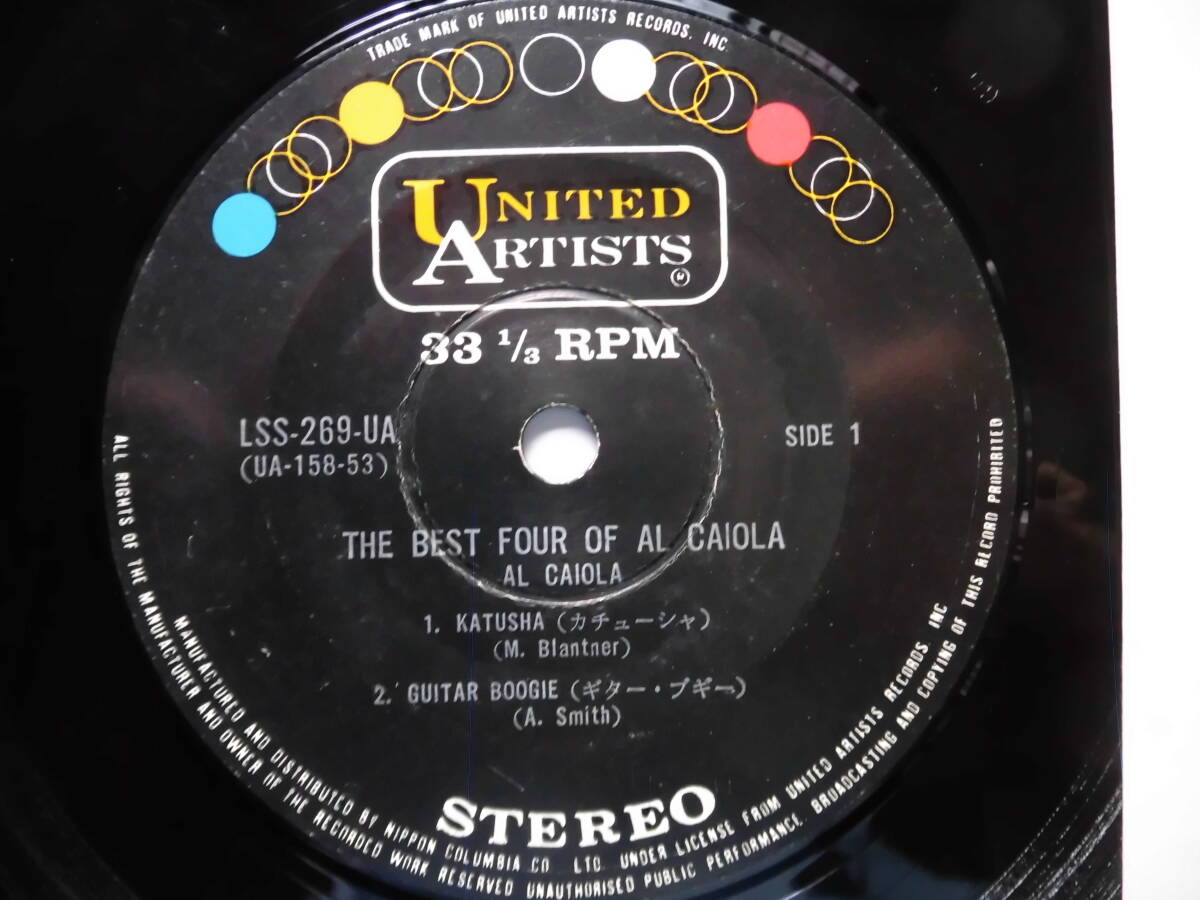 TRADE MARK OF UNITED ARTISTS RECORDS, INC.
UNITED
ARTISTS
®
33 1/3 RPM
LSS-269-UA
(UA-158-53)
SIDE 1
THE BEST FOUR OF AL CAIOLA
AL CAIOLA
1. KATUSHA (カチューシャ)
(M. Blantner)
2. GUITAR BOOGIE (ギター・ブギー)
(A. Smith)
STEREO
MANUFACTURED AND DISTRIBUTED BY NIPPON COLUMBIA CO. LTD. UNDER LICENSE FROM UNITED ARTISTS RECORDS, INC
ALL RIGHTS OF THE MANUFACTURER AND OWNER OF THE RECORDED WORK RESERVED UNAUTHORISED PUBLIC PERFORMANCE, BROADCASTING AND COPYING OF THIS RECORD PROHIBITED